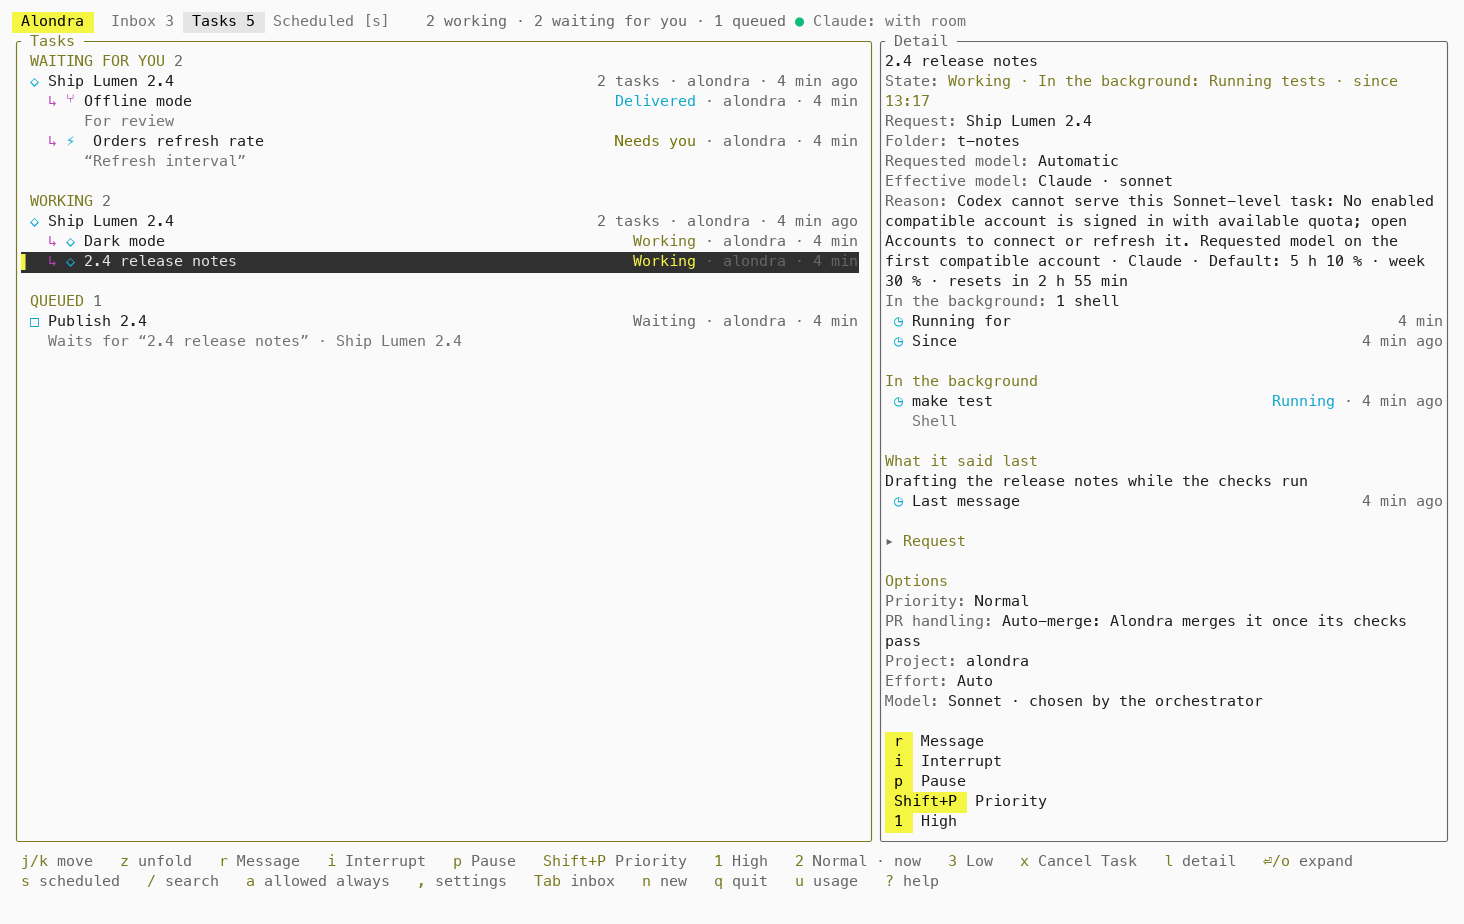 Alondra Inbox 3 Tasks 5 Scheduled [s] 2 working · 2 waiting for you · 1 queued ● Claude: with room
Tasks
WAITING FOR YOU 2
◇ Ship Lumen 2.4 2 tasks · alondra · 4 min ago
↳ ⑂ Offline mode Delivered · alondra · 4 min
For review
↳ ⚡ Orders refresh rate Needs you · alondra · 4 min
“Refresh interval”
WORKING 2
◇ Ship Lumen 2.4 2 tasks · alondra · 4 min ago
↳ ◇ Dark mode Working · alondra · 4 min
↳ ◇ 2.4 release notes Working · alondra · 4 min
QUEUED 1
□ Publish 2.4 Waiting · alondra · 4 min
Waits for “2.4 release notes” · Ship Lumen 2.4
Detail
2.4 release notes
State: Working · In the background: Running tests · since
13:17
Request: Ship Lumen 2.4
Folder: t-notes
Requested model: Automatic
Effective model: Claude · sonnet
Reason: Codex cannot serve this Sonnet-level task: No enabled
compatible account is signed in with available quota; open
Accounts to connect or refresh it. Requested model on the
first compatible account · Claude · Default: 5 h 10 % · week
30 % · resets in 2 h 55 min
In the background: 1 shell
◷ Running for 4 min
◷ Since 4 min ago
In the background
◷ make test Running · 4 min ago
Shell
What it said last
Drafting the release notes while the checks run
◷ Last message 4 min ago
▸ Request
Options
Priority: Normal
PR handling: Auto-merge: Alondra merges it once its checks
pass
Project: alondra
Effort: Auto
Model: Sonnet · chosen by the orchestrator
r Message
i Interrupt
p Pause
Shift+P Priority
1 High
j/k move z unfold r Message i Interrupt p Pause Shift+P Priority 1 High 2 Normal · now 3 Low x Cancel Task l detail ⏎/o expand
s scheduled / search a allowed always , settings Tab inbox n new q quit u usage ? help